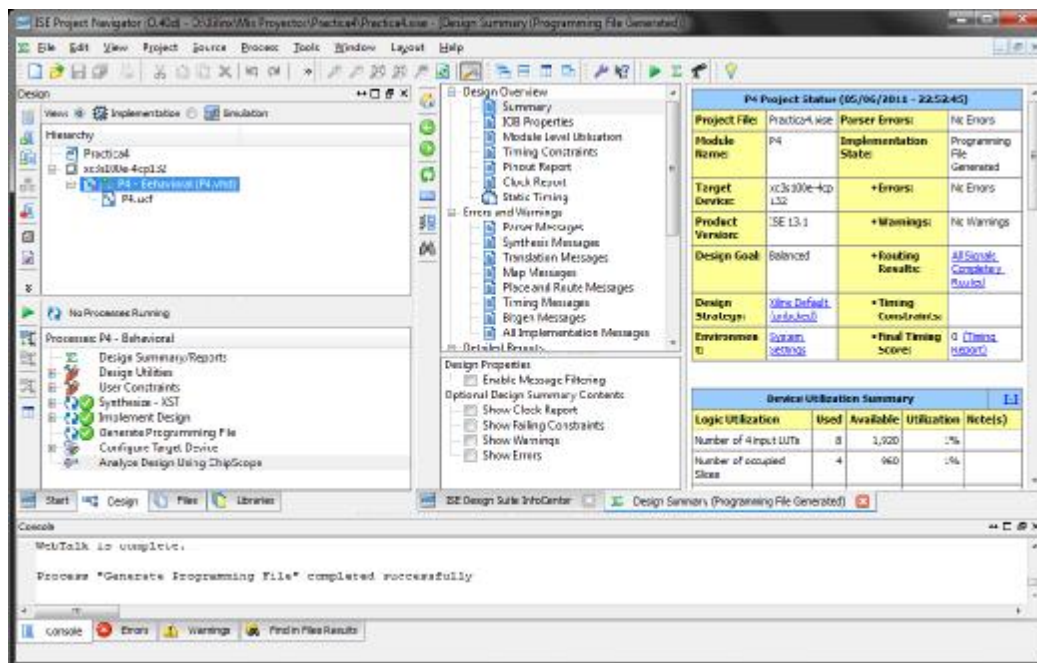 ISE Project Navigator (O.40d) - D:\Xilinx\Mis Proyectos\Practica4\Practica4.xise - [Design Summary (Programming File Generated)]
File Edit View Project Source Process Tools Window Layout Help
Design
View: Implementation Simulation
Hierarchy
Practica4
xc3s100e-4cp132
P4 - Behavioral (P4.vhd)
P4.ucf
No Processes Running
Processes: P4 - Behavioral
Design Summary/Reports
Design Utilities
User Constraints
Synthesize - XST
Implement Design
Generate Programming File
Configure Target Device
Analyze Design Using ChipScope
Start Design Files Libraries
Design Overview
Summary
IOB Properties
Module Level Utilization
Timing Constraints
Pinout Report
Clock Report
Static Timing
Errors and Warnings
Parser Messages
Synthesis Messages
Translation Messages
Map Messages
Place and Route Messages
Timing Messages
Bitgen Messages
All Implementation Messages
Detailed Reports
Design Properties
Enable Message Filtering
Optional Design Summary Contents
Show Clock Report
Show Failing Constraints
Show Warnings
Show Errors
P4 Project Status (05/06/2011 - 22:52:45)
Project File: Practica4.xise Parser Errors: No Errors
Module Name: P4 Implementation State: Programming File Generated
Target Device: xc3s100e-4cp132 •Errors: No Errors
Product Version: ISE 13.1 •Warnings: No Warnings
Design Goal: Balanced •Routing Results: All Signals Completely Routed
Design Strategy: Xilinx Default (unlocked) •Timing Constraints:
Environment: System Settings •Final Timing Score: 0 (Timing Report)
Device Utilization Summary [-]
Logic Utilization Used Available Utilization Note(s)
Number of 4 input LUTs 8 1,920 1%
Number of occupied Slices 4 960 1%
ISE Design Suite InfoCenter Design Summary (Programming File Generated)
Console
WebTalk is complete.
Process "Generate Programming File" completed successfully
Console Errors Warnings Find in Files Results